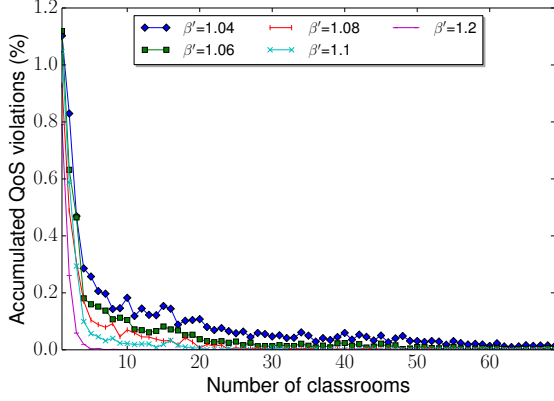 β′=1.04 β′=1.08 β′=1.2
β′=1.06 β′=1.1
Accumulated QoS violations (%)
1.2
1.0
0.8
0.6
0.4
0.2
0.0
10 20 30 40 50 60
Number of classrooms